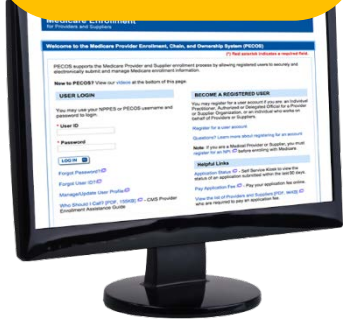 Medicare Enrollment
for Providers and Suppliers
Welcome to the Medicare Provider Enrollment, Chain, and Ownership System (PECOS)
(*) Red asterisk indicates a required field.
PECOS supports the Medicare Provider and Supplier enrollment process by allowing registered users to securely and
electronically submit and manage Medicare enrollment information.
New to PECOS? View our videos at the bottom of this page.
USER LOGIN
You may use your NPPES or PECOS username and
password to login.
* User ID
* Password
LOG IN
Forgot Password?
Forgot User ID?
Manage/Update User Profile
Who Should I Call? [PDF, 155KB] - CMS Provider
Enrollment Assistance Guide
BECOME A REGISTERED USER
You may register for a user account if you are: an Individual
Practitioner, Authorized or Delegated Official for a Provider
or Supplier Organization, or an individual who works on
behalf of Providers or Suppliers.
Register for a user account
Questions? Learn more about registering for an account
Note: If you are a Medical Provider or Supplier, you must
register for an NPI before enrolling with Medicare.
Helpful Links
Application Status - Self Service Kiosk to view the
status of an application submitted within the last 90 days.
Pay Application Fee - Pay your application fee online.
View the list of Providers and Suppliers [PDF,
who are required to pay an application fee.